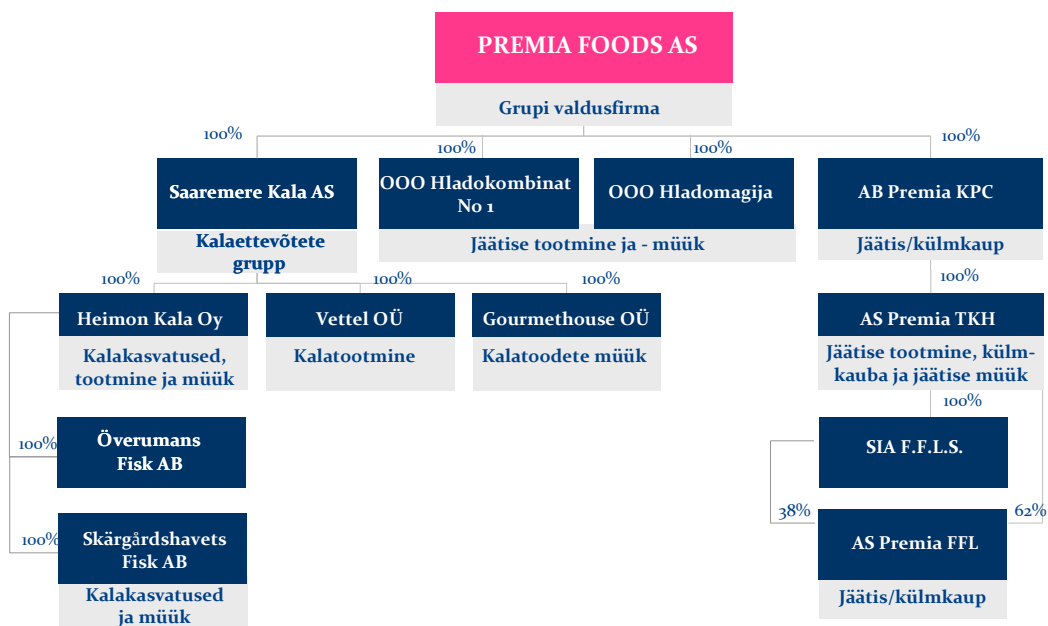 PREMIA FOODS AS
Grupi valdusfirma
100%
100%
100%
100%
Saaremere Kala AS
OOO Hladokombinat
No 1
OOO Hladomagija
AB Premia KPC
Kalaettevõtete
grupp
Jäätise tootmine ja - müük
Jäätis/külmkaup
100%
100%
100%
100%
Heimon Kala Oy
Vettel OÜ
Gourmethouse OÜ
AS Premia TKH
Kalakasvatused,
tootmine ja müük
Kalatootmine
Kalatoodete müük
Jäätise tootmine, külm-
kauba ja jäätise müük
100%
100%
Överumans
Fisk AB
SIA F.F.L.S.
38%
62%
100%
Skärgårdshavets
Fisk AB
AS Premia FFL
Kalakasvatused
ja müük
Jäätis/külmkaup